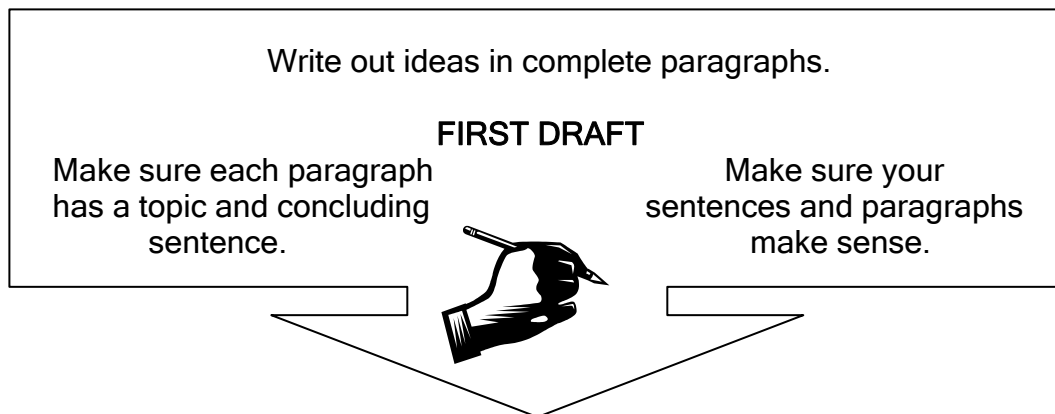 Write out ideas in complete paragraphs.
FIRST DRAFT
Make sure each paragraph
has a topic and concluding
sentence.
Make sure your
sentences and paragraphs
make sense.